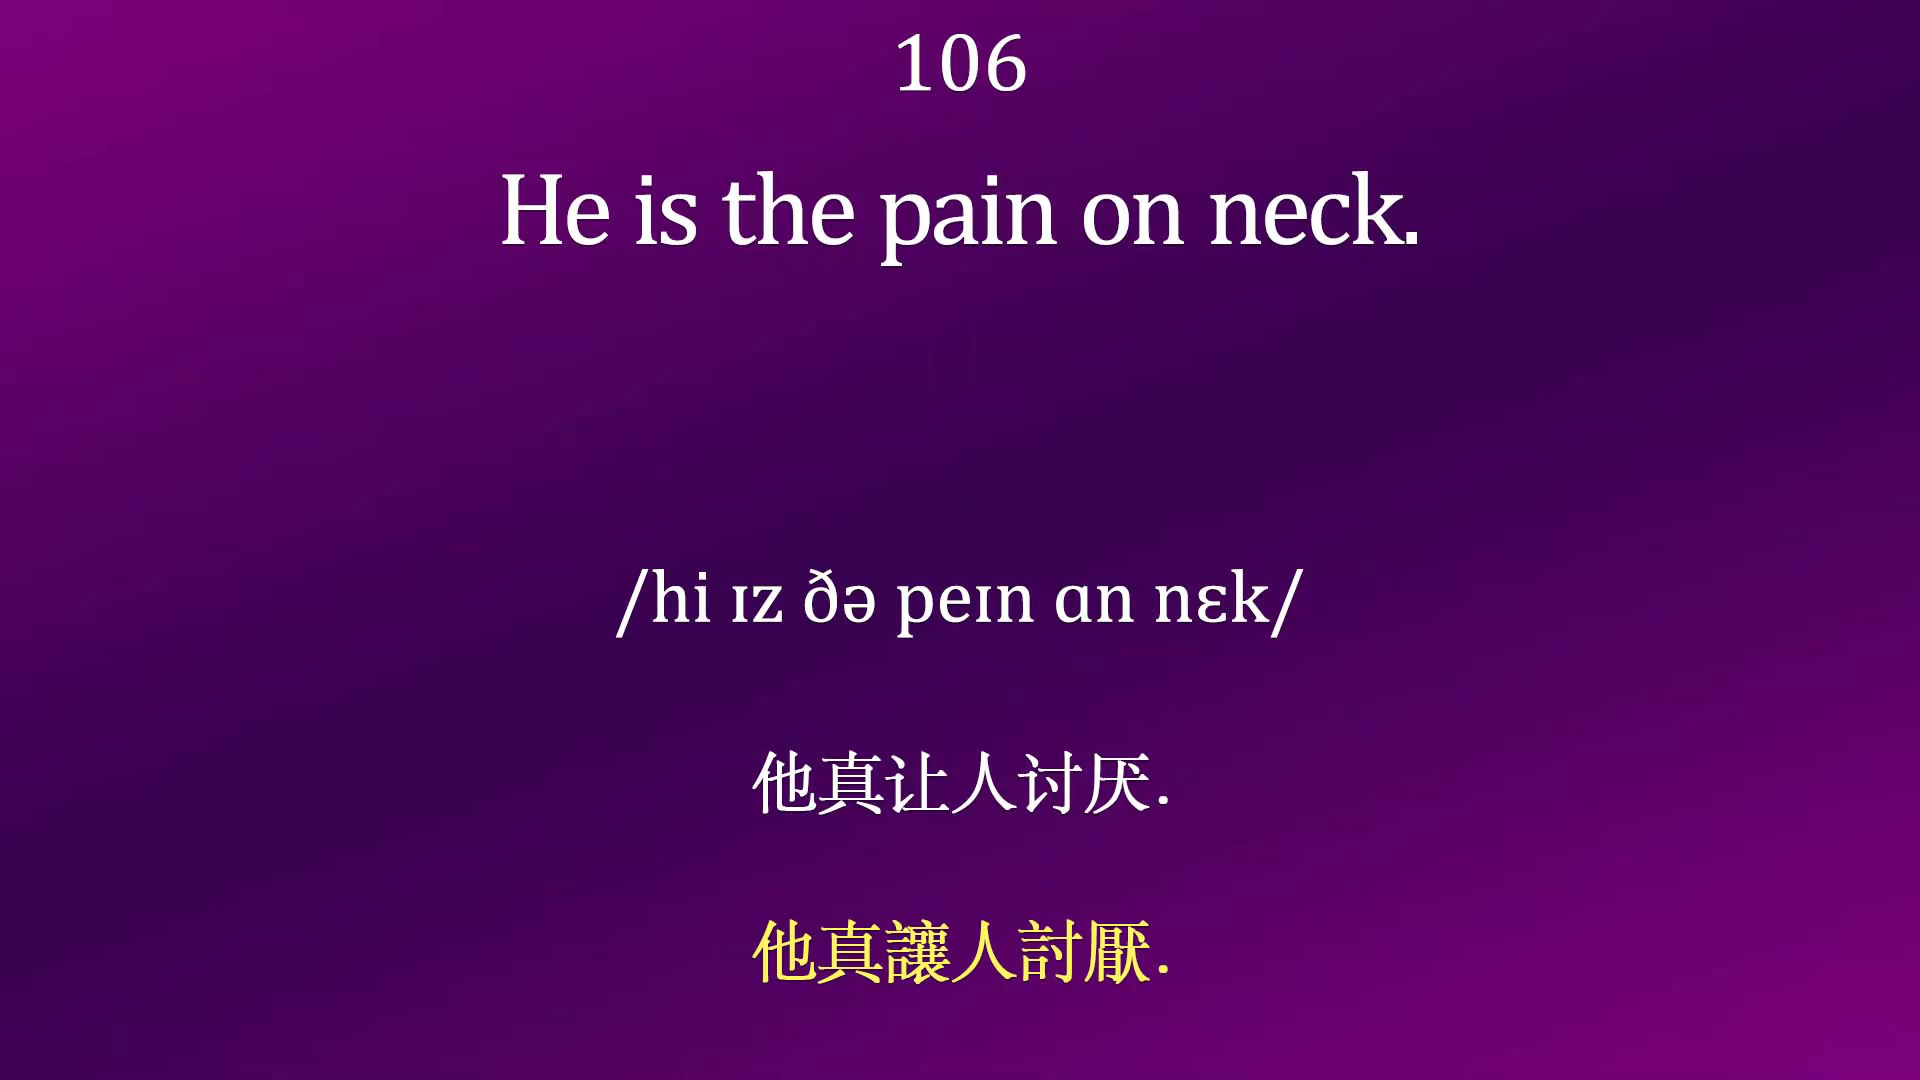 106
He is the pain on neck.
/hi ɪz ðə peɪn ɑn nɛk/
他真让人讨厌.
他真讓人討厭.